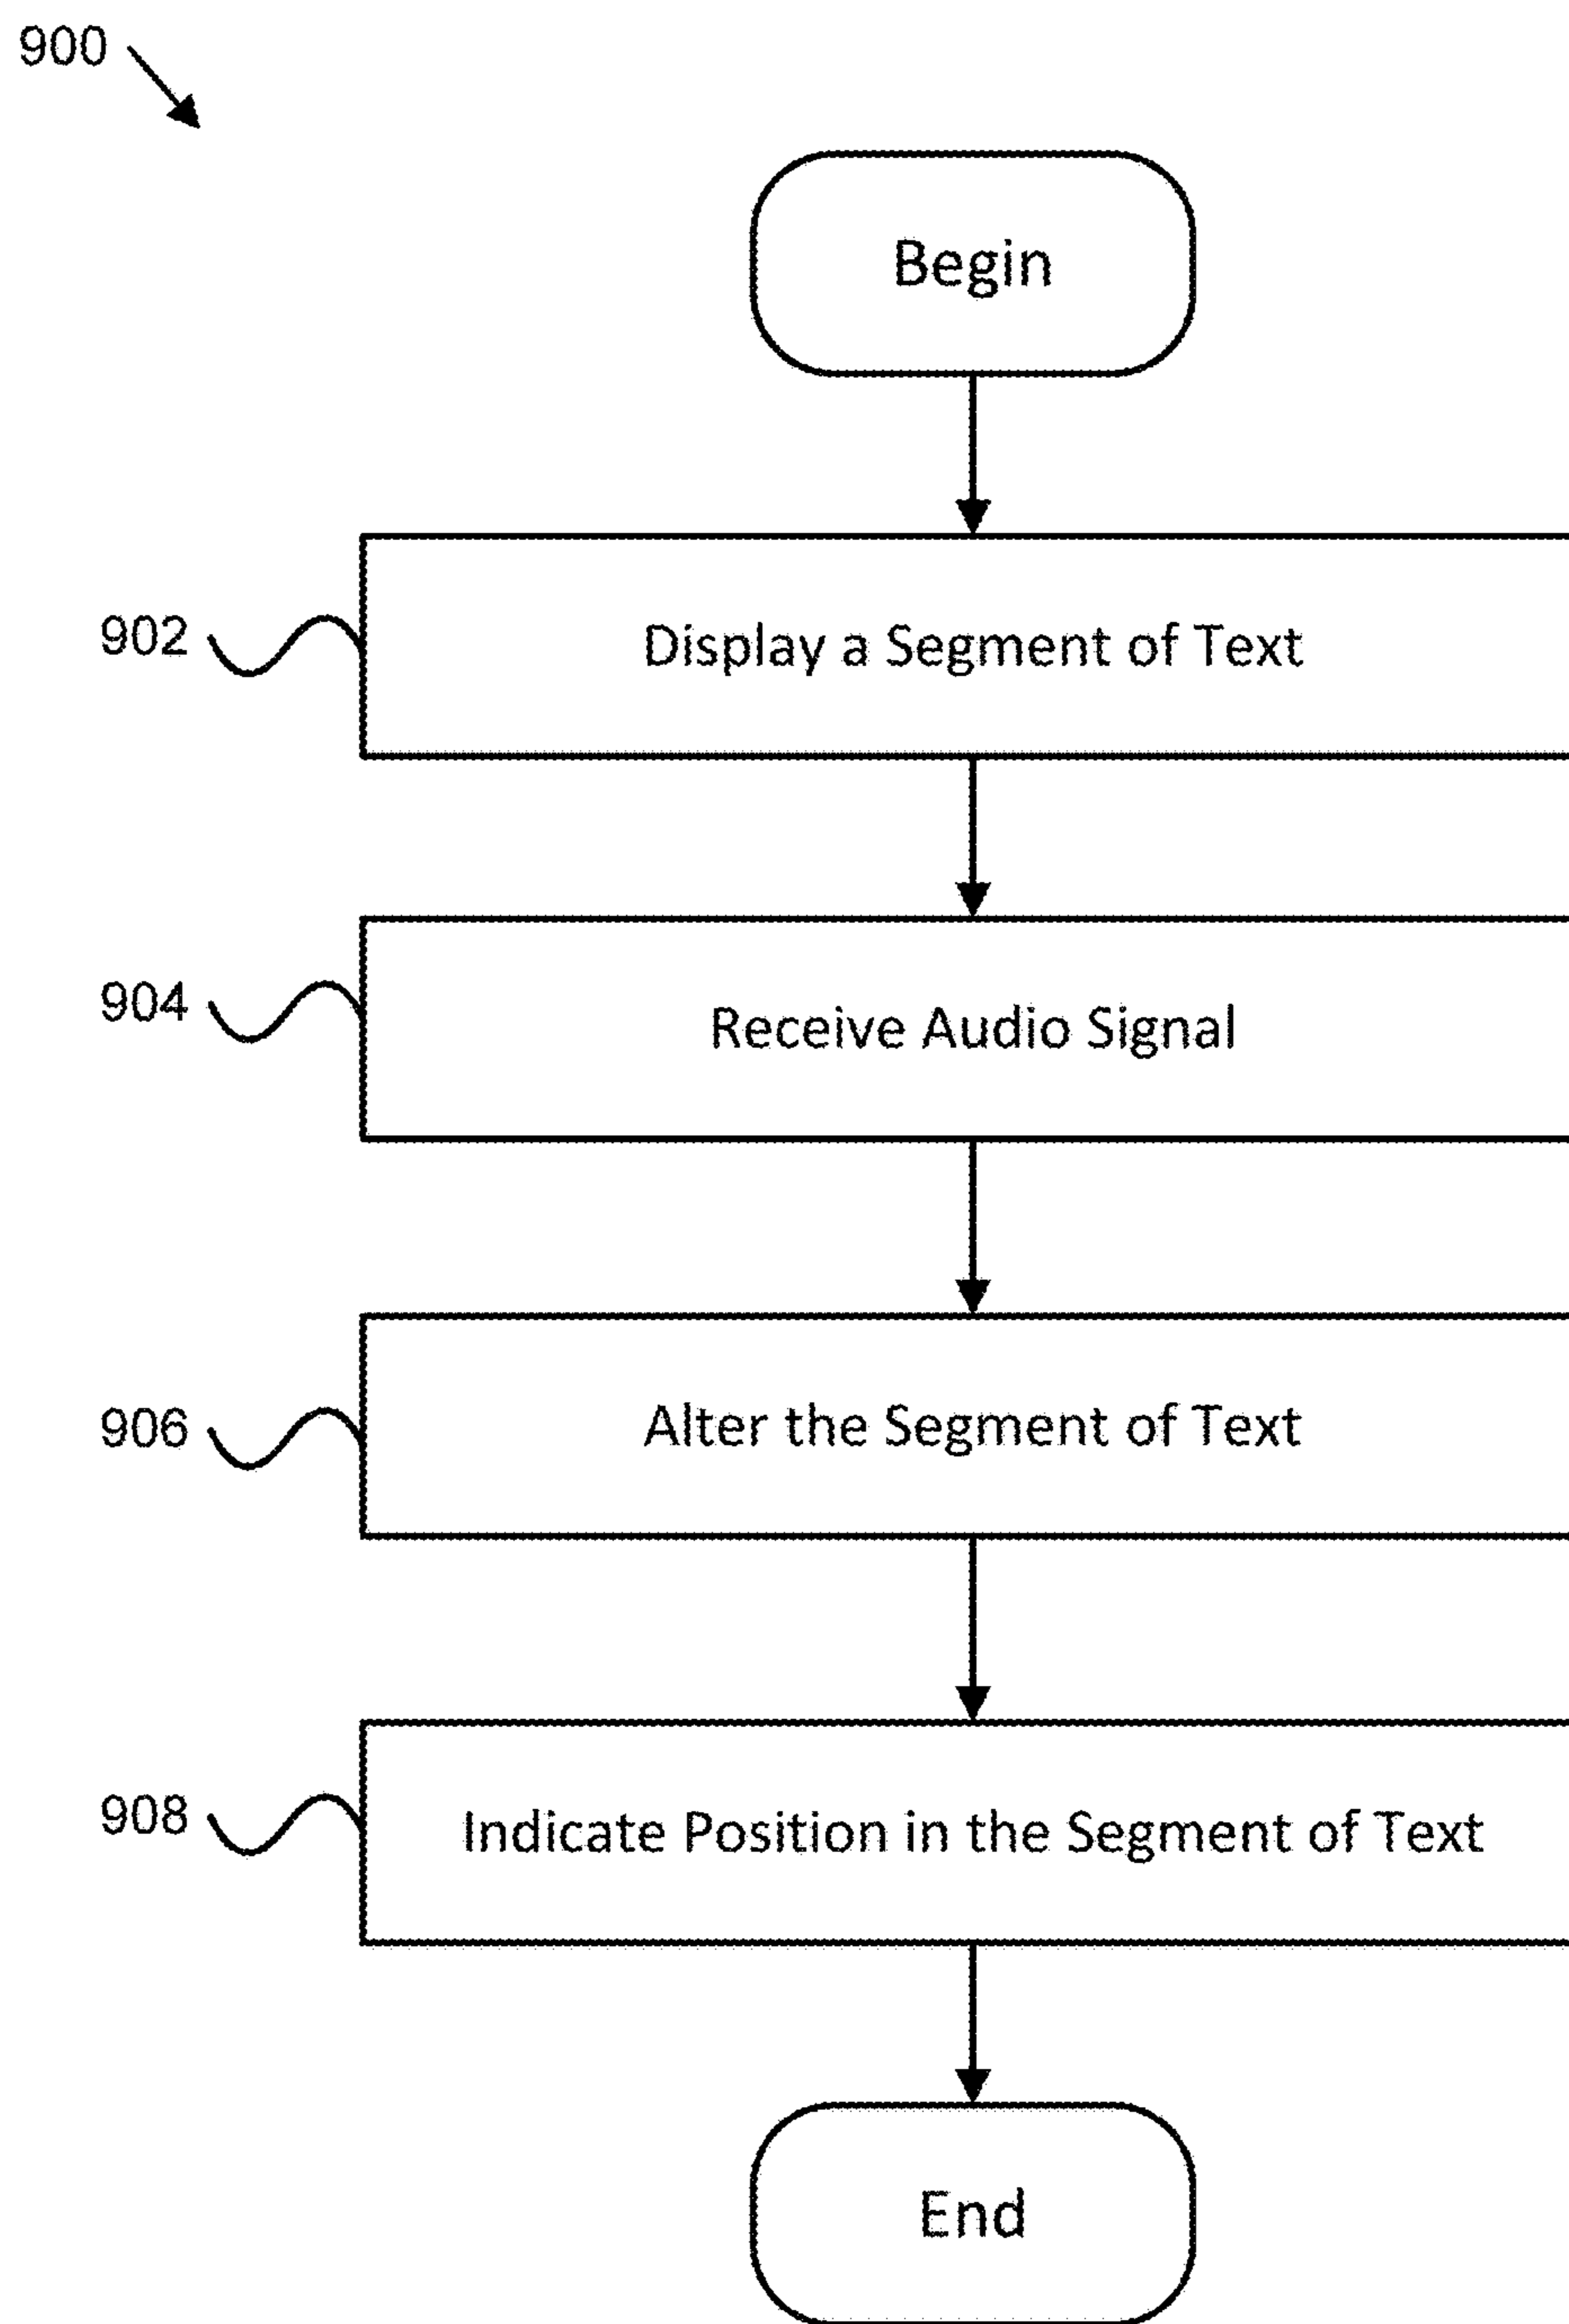 900
Begin
902
Display a Segment of Text
904
Receive Audio Signal
906
Alter the Segment of Text
908
Indicate Position in the Segment of Text
End